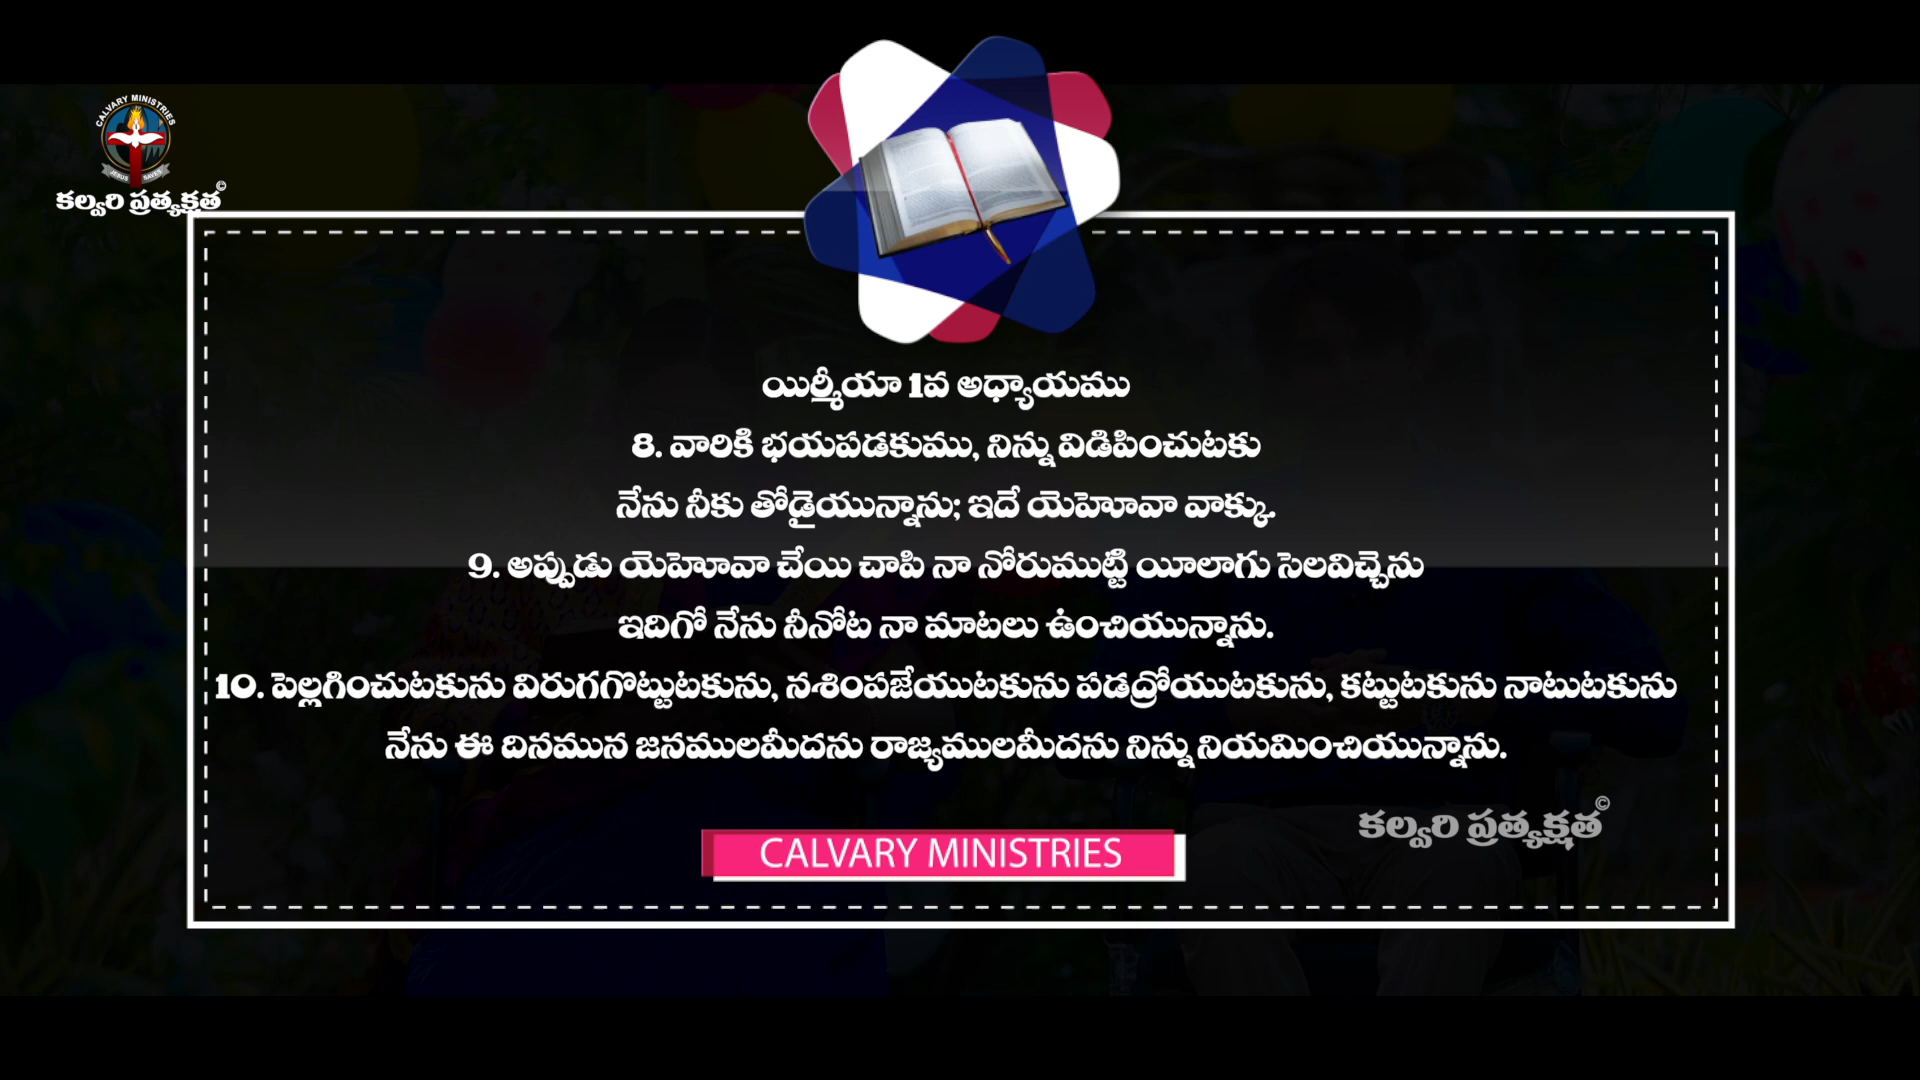 CALVARY MINISTRIES
JESUS SAVES
కల్వరి ప్రత్యక్షత©
యిర్మీయా 1వ అధ్యాయము
8. వారికి భయపడకుము, నిన్ను విడిపించుటకు
నేను నీకు తోడైయున్నాను; ఇదే యెహోవా వాక్కు.
9. అప్పుడు యెహోవా చేయి చాపి నా నోరుముట్టి యీలాగు సెలవిచ్చెను
ఇదిగో నేను నీనోట నా మాటలు ఉంచియున్నాను.
10. పెల్లగించుటకును విరుగగొట్టుటకును, నశింపజేయుటకును పడద్రోయుటకును, కట్టుటకును నాటుటకును
నేను ఈ దినమున జనములమీదను రాజ్యములమీదను నిన్ను నియమించియున్నాను.
కల్వరి ప్రత్యక్షత©
CALVARY MINISTRIES